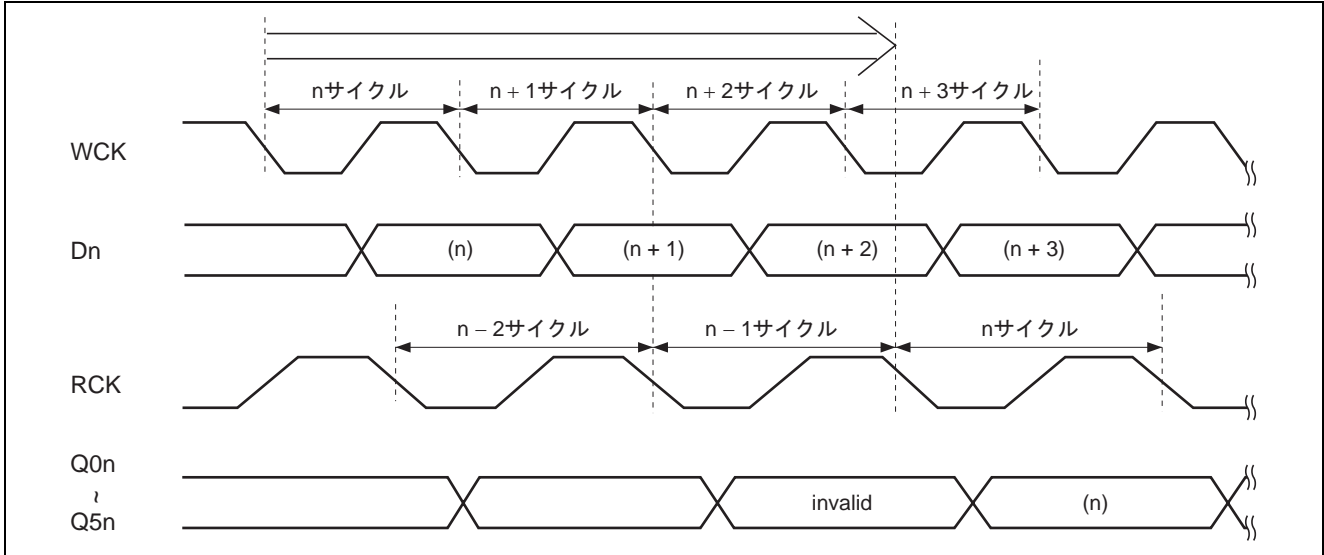 nサイクル n + 1サイクル n + 2サイクル n + 3サイクル
WCK
Dn (n) (n + 1) (n + 2) (n + 3)
n − 2サイクル n − 1サイクル nサイクル
RCK
Q0n
~
Q5n
invalid (n)